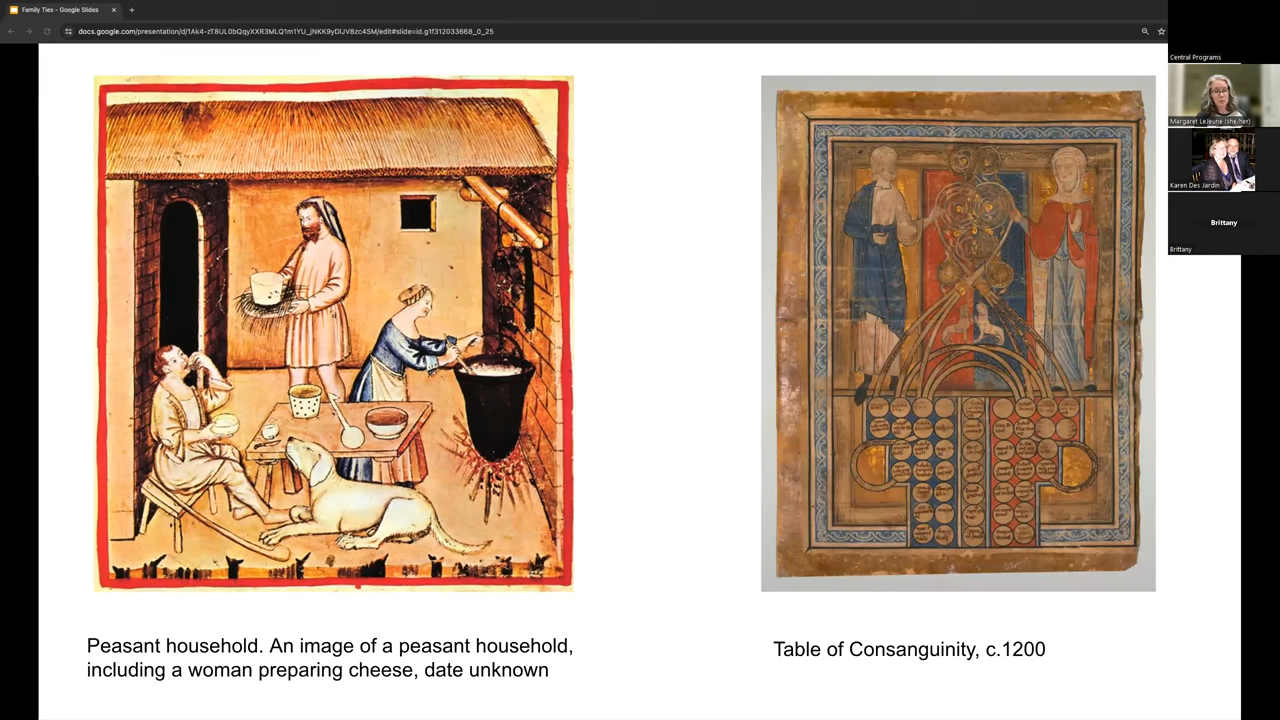 Family Ties - Google Slides
docs.google.com/presentation/d/1Ak4-zT8UL0bQqyXXR3MLQ1m1YU_jNKK9yDlJV8zc4SM/edit#slide=id.g1f312033668_0_25
Central Programs
Margaret LeJeune (she/her)
Karen Des Jardin
Brittany
Brittany
Peasant household. An image of a peasant household,
including a woman preparing cheese, date unknown
Table of Consanguinity, c.1200